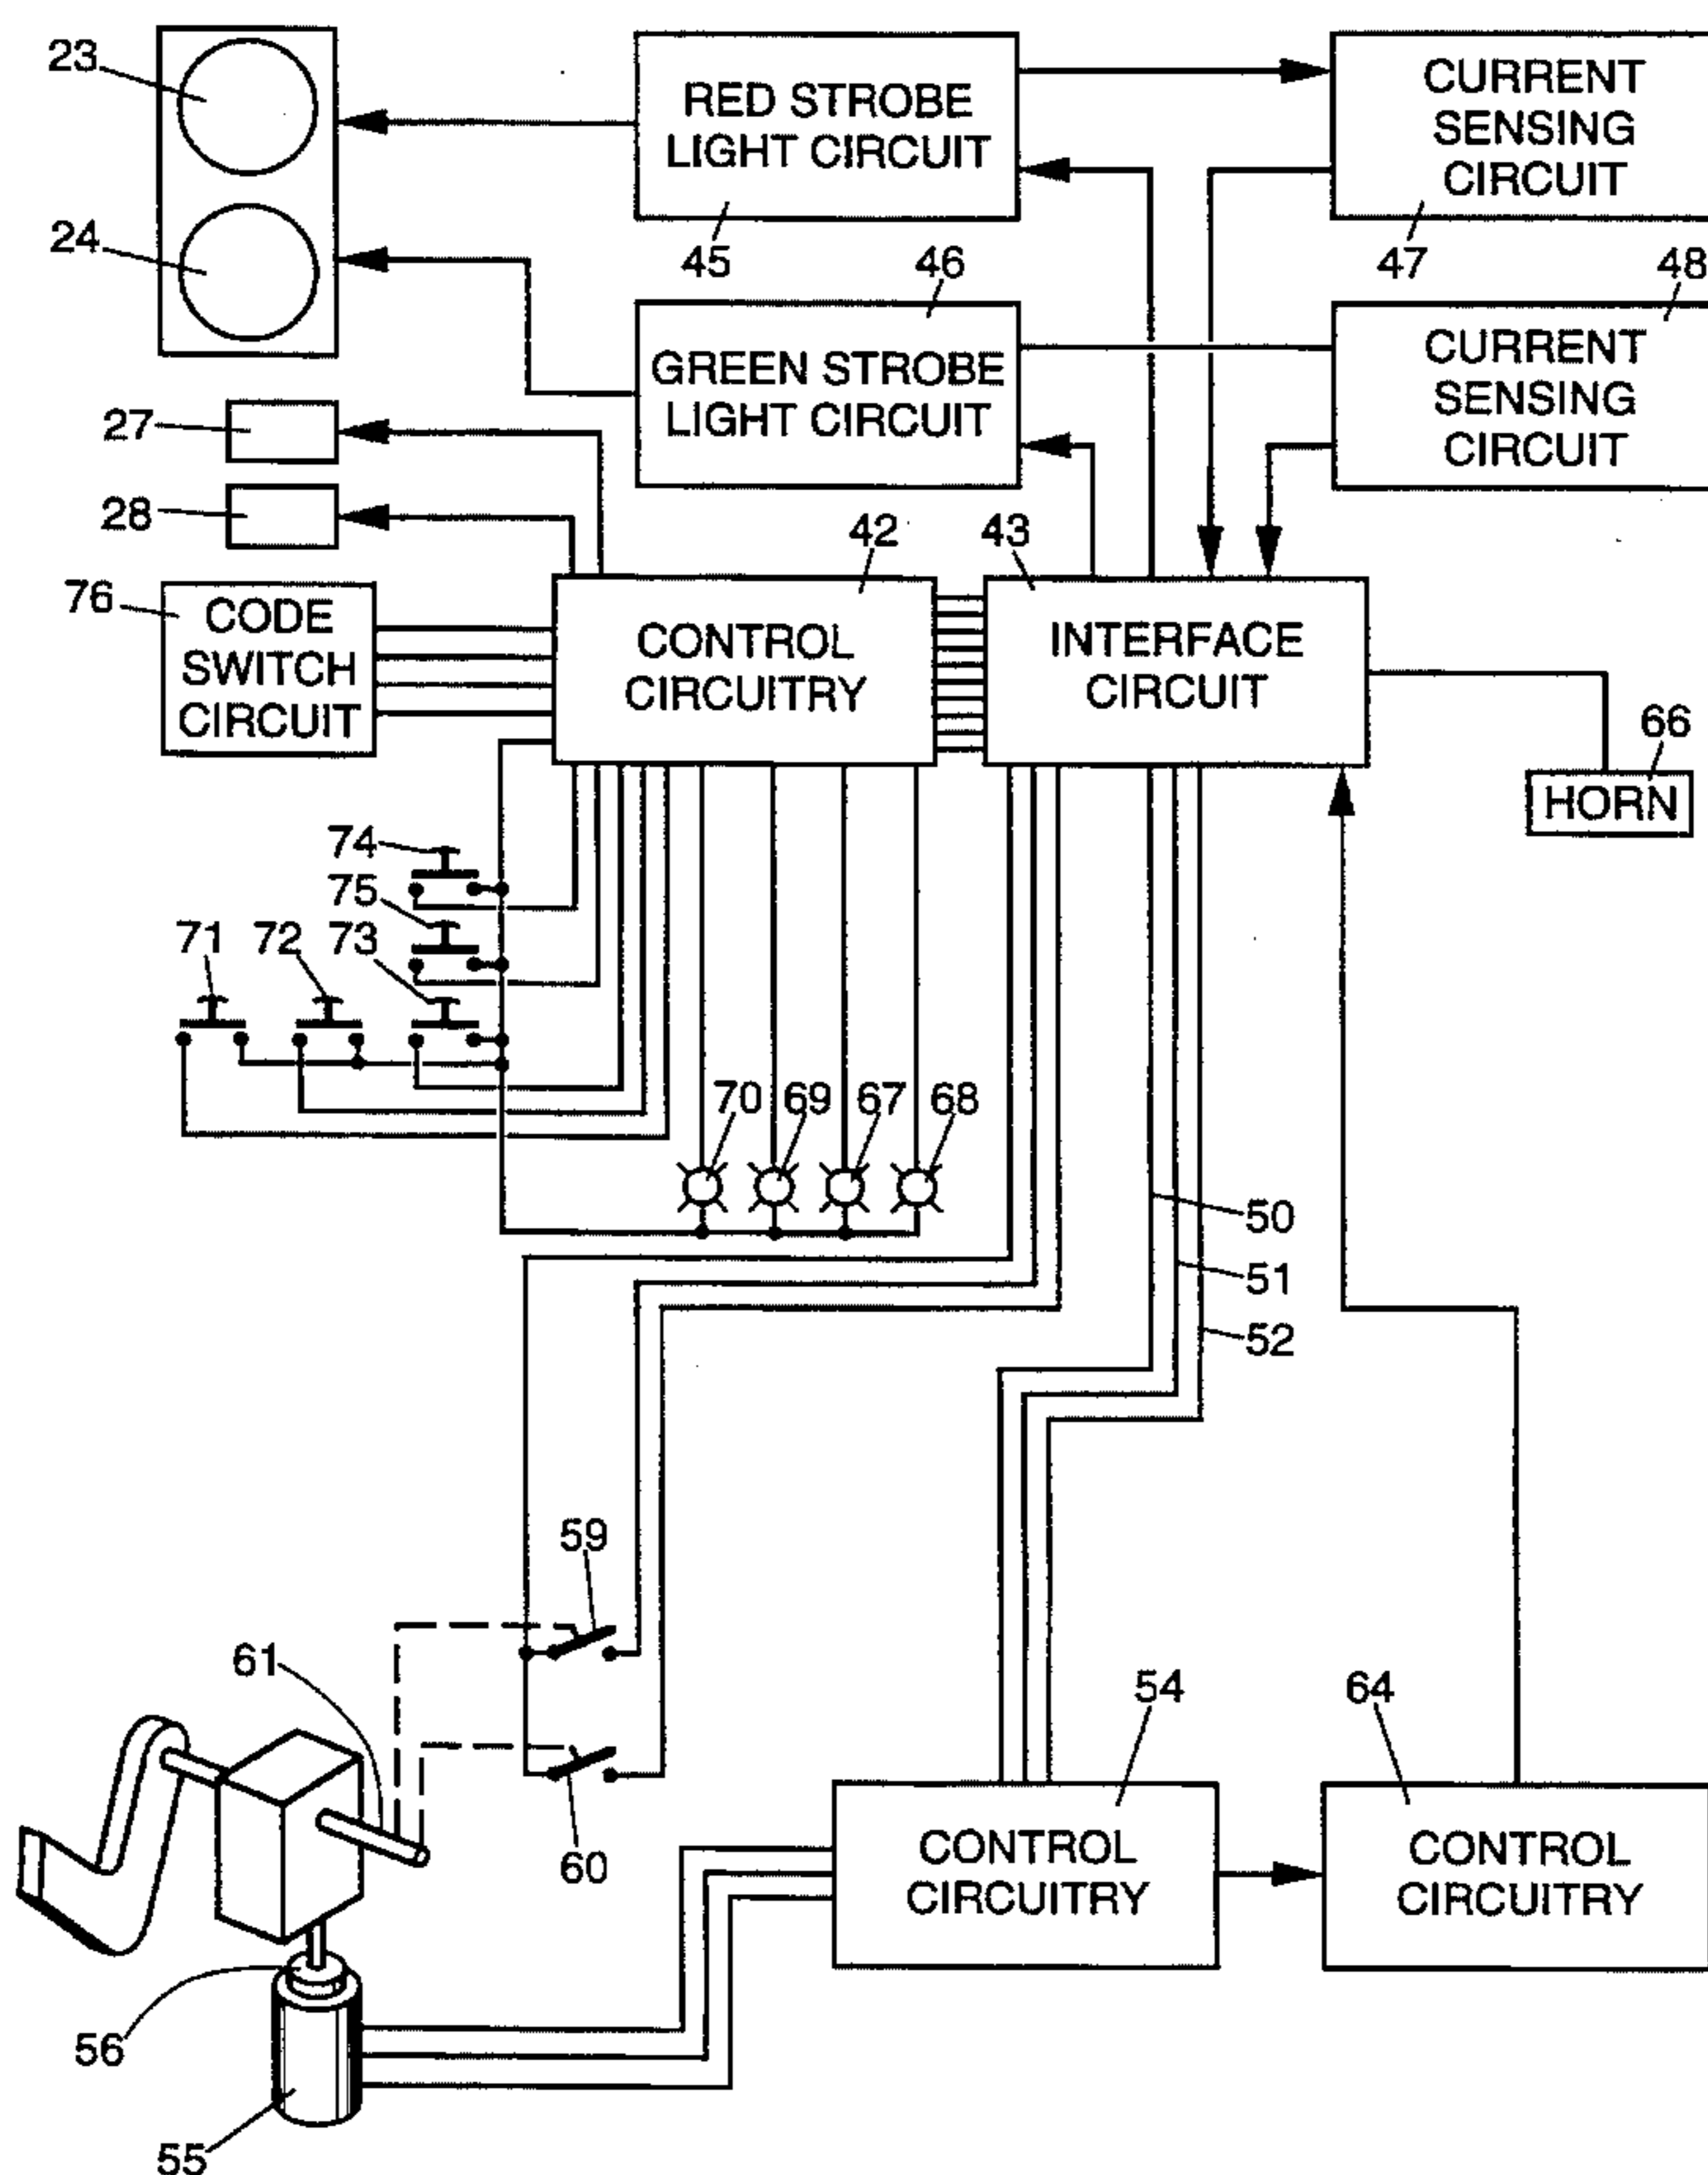 23
RED STROBE
LIGHT CIRCUIT
CURRENT
SENSING
CIRCUIT
24
45
46
47
48
GREEN STROBE
LIGHT CIRCUIT
CURRENT
SENSING
CIRCUIT
27
28
42
43
76
CODE
SWITCH
CIRCUIT
CONTROL
CIRCUITRY
INTERFACE
CIRCUIT
66
HORN
74
75
71
72
73
70
69
67
68
50
51
52
59
61
54
64
60
CONTROL
CIRCUITRY
CONTROL
CIRCUITRY
56
55